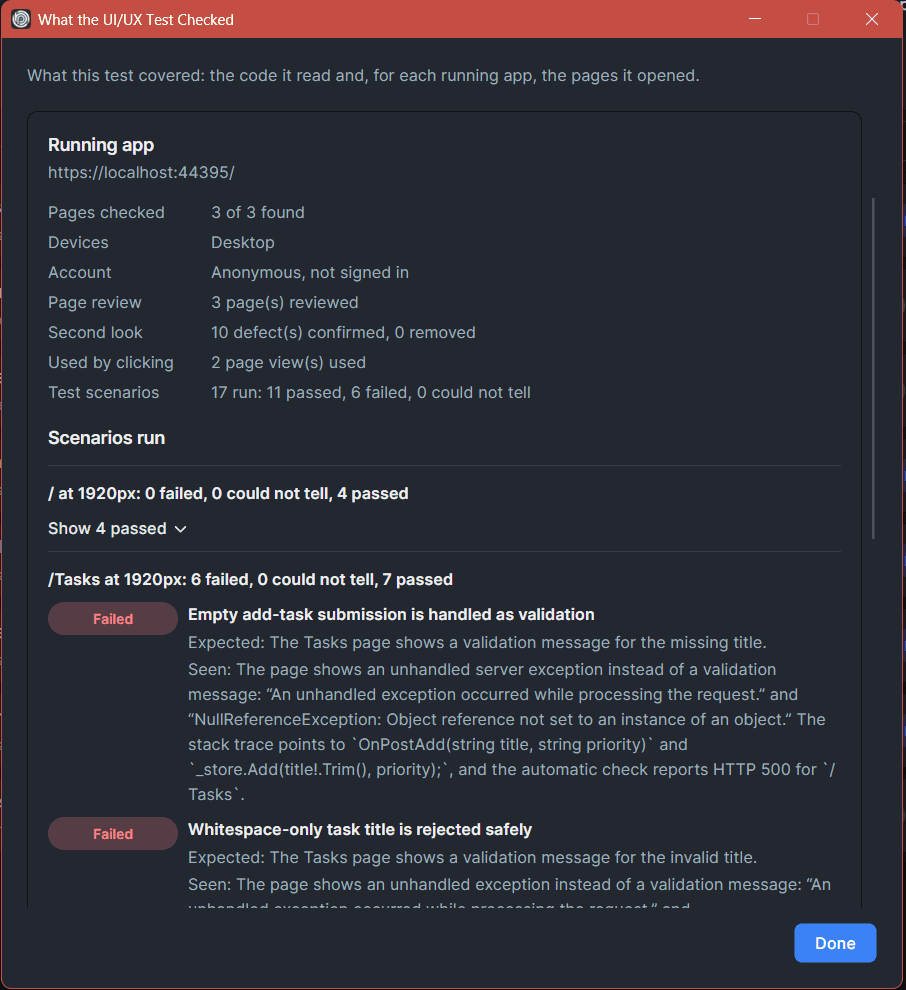 What the UI/UX Test Checked
What this test covered: the code it read and, for each running app, the pages it opened.
Running app
https://localhost:44395/
Pages checked 3 of 3 found
Devices Desktop
Account Anonymous, not signed in
Page review 3 page(s) reviewed
Second look 10 defect(s) confirmed, 0 removed
Used by clicking 2 page view(s) used
Test scenarios 17 run: 11 passed, 6 failed, 0 could not tell
Scenarios run
/ at 1920px: 0 failed, 0 could not tell, 4 passed
Show 4 passed
/Tasks at 1920px: 6 failed, 0 could not tell, 7 passed
Failed Empty add-task submission is handled as validation
Expected: The Tasks page shows a validation message for the missing title.
Seen: The page shows an unhandled server exception instead of a validation
message: “An unhandled exception occurred while processing the request.” and
“NullReferenceException: Object reference not set to an instance of an object.” The
stack trace points to `OnPostAdd(string title, string priority)` and
`_store.Add(title!.Trim(), priority);`, and the automatic check reports HTTP 500 for `/
Tasks`.
Failed Whitespace-only task title is rejected safely
Expected: The Tasks page shows a validation message for the invalid title.
Seen: The page shows an unhandled exception instead of a validation message: “An
unhandled exception occurred while processing the request.” and
Done